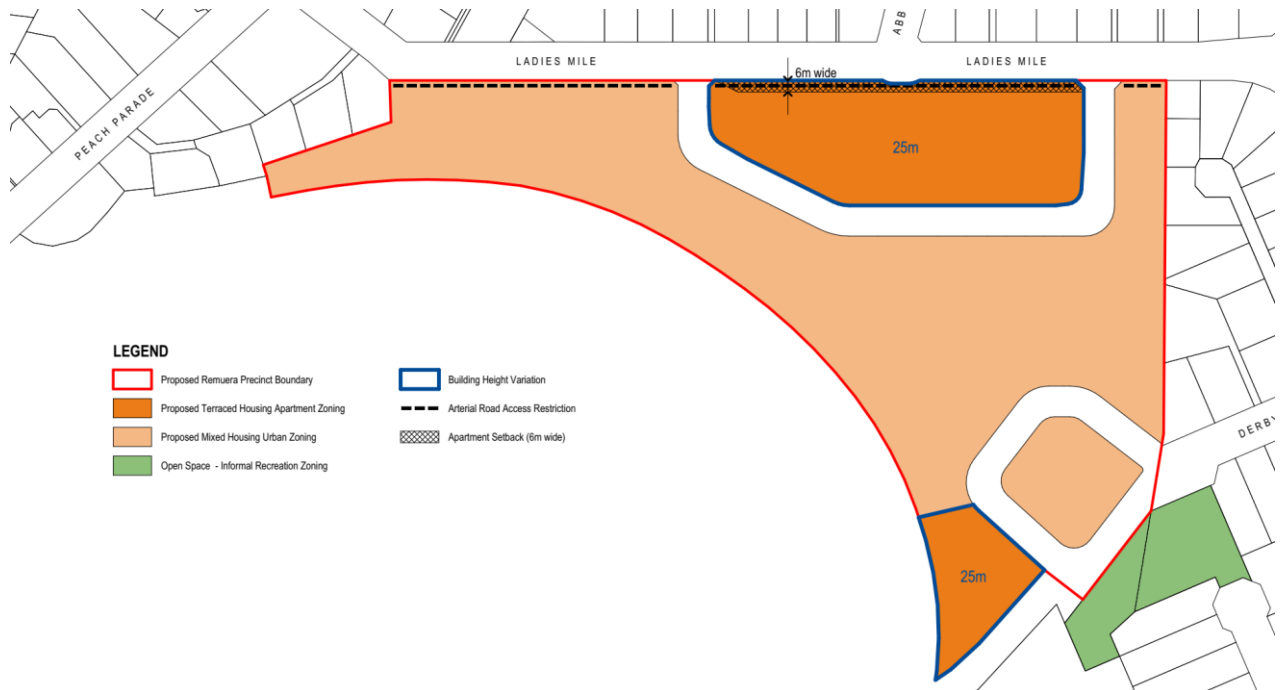 ABB
LADIES MILE
LADIES MILE
6m wide
PEACH PARADE
25m
LEGEND
Proposed Remuera Precinct Boundary
Proposed Terraced Housing Apartment Zoning
Proposed Mixed Housing Urban Zoning
Open Space - Informal Recreation Zoning
Building Height Variation
Arterial Road Access Restriction
Apartment Setback (6m wide)
DERBY
25m